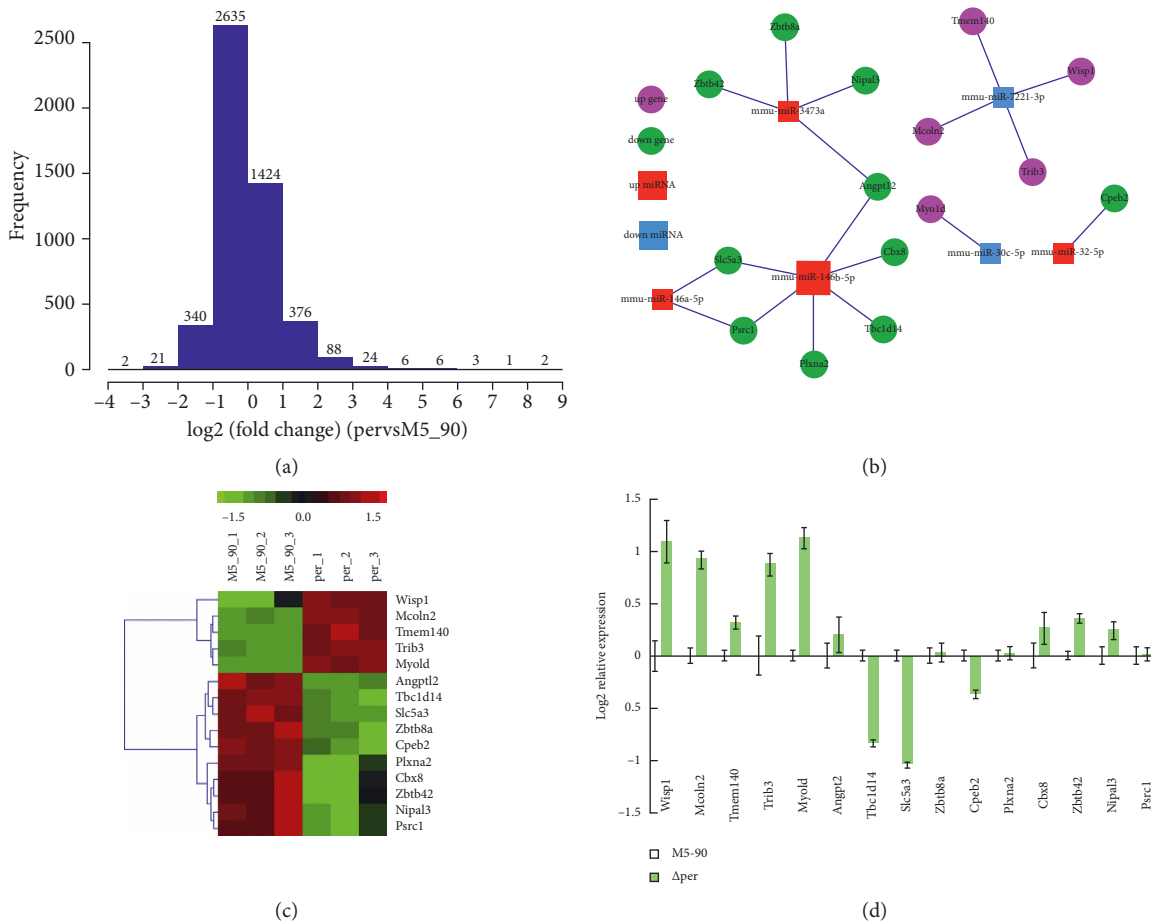 2635
2500
2000
1500
1424
1000
500
0
Frequency
340
376
2
21
88
24
6
6
3
1
2
–4
–3
–2
–1
0
1
2
3
4
5
6
7
8
9
log2 (fold change) (pervsM5_90)
(a)
up gene
down gene
up miRNA
down miRNA
Zbtb8a
Zbtb42
Nipal3
mmu-miR-3473a
Angpt12
Slc5a3
Cbx8
mmu-miR-146b-5p
mmu-miR-146a-5p
Psrc1
Tbc1d14
Plxna2
Tmem140
Wisp1
mmu-miR-7221-3p
Mcoln2
Trib3
Myo1d
Cpeb2
mmu-miR-30c-5p
mmu-miR-32-5p
(b)
–1.5
0.0
1.5
M5_90_1
M5_90_2
M5_90_3
per_1
per_2
per_3
Wisp1
Mcoln2
Tmem140
Trib3
Myold
Angptl2
Tbc1d14
Slc5a3
Zbtb8a
Cpeb2
Plxna2
Cbx8
Zbtb42
Nipal3
Psrc1
(c)
1.5
1
0.5
0
0.5
–1
–1.5
Log2 relative expression
Wisp1
Mcoln2
Tmem140
Trib3
Myold
Angpt2
Tbc1d14
Slc5a3
Zbtb8a
Cpeb2
Plxna2
Cbx8
Zbtb42
Nipal3
Psrc1
M5-90
Δper
(d)